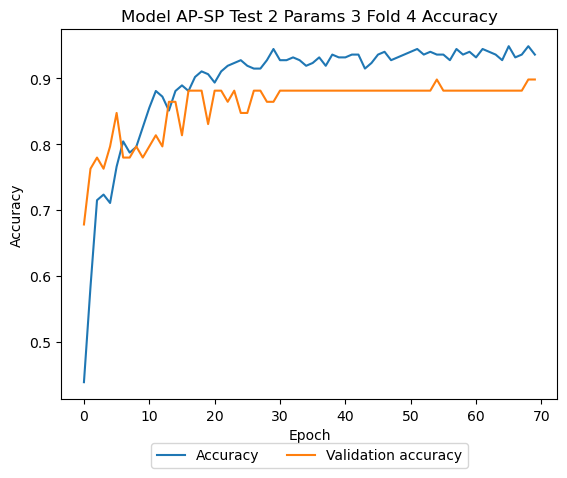 Model AP-SP Test 2 Params 3 Fold 4 Accuracy
Accuracy
0.9
0.8
0.7
0.6
0.5
0 10 20 30 40 50 60 70
Epoch
Accuracy Validation accuracy